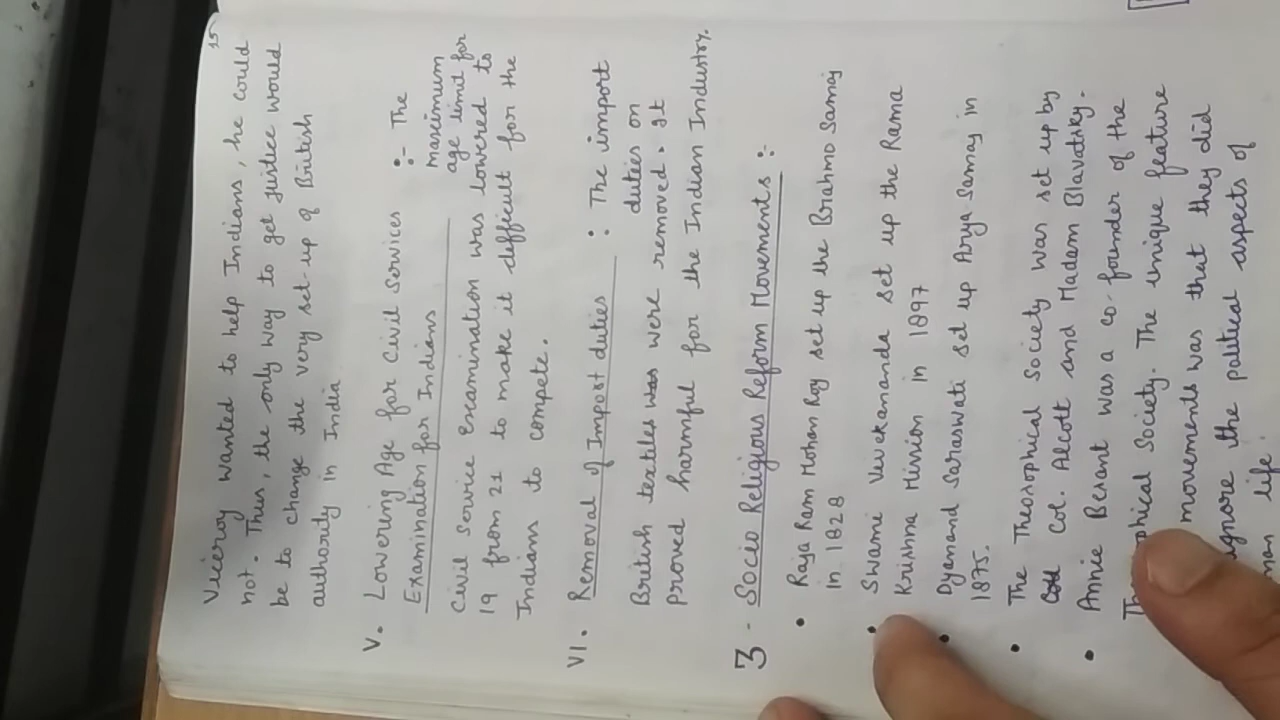 15
Viceroy wanted to help Indians, he could
not. Thus, the only way to get justice would
be to change the very set-up of British
authority in India
V. Lowering Age for Civil Services
Examination for Indians :- The
maximum
age limit for
Civil Service Examination was lowered to
19 from 21 to make it difficult for the
Indians to compete.
VI. Removal of Import duties : The import
duties on
British textiles were removed. It
proved harmful for the Indian Industry.
3- Socio Religious Reform Movements :-
• Raja Ram Mohan Roy set up the Brahmo Samaj
in 1828
• Swami Vivekananda set up the Rama
Krishna Mission in 1897
• Dyanand Saraswati set up Arya Samaj in
1875.
• The Theosophical Society was set up by
Col. Alcott and Madam Blavatsky.
• Annie Besant was a co-founder of the
Society. The unique feature
movements was that they did
ignore the political aspects of
life.